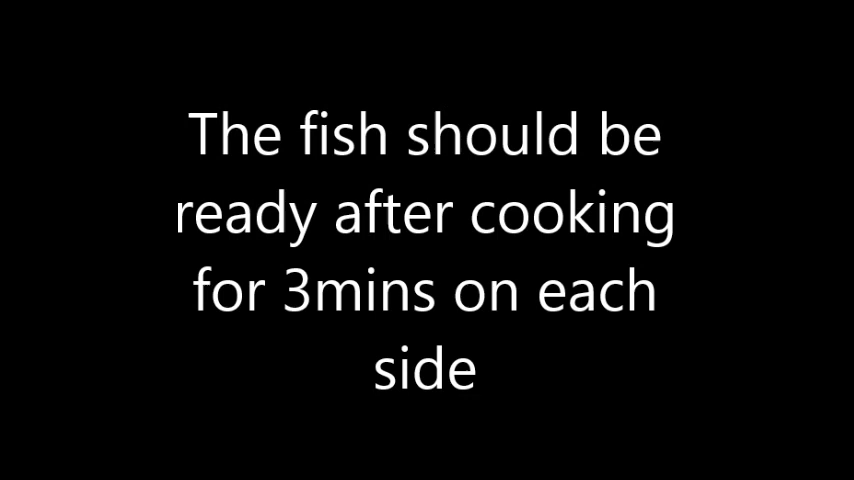 The fish should be
ready after cooking
for 3mins on each
side